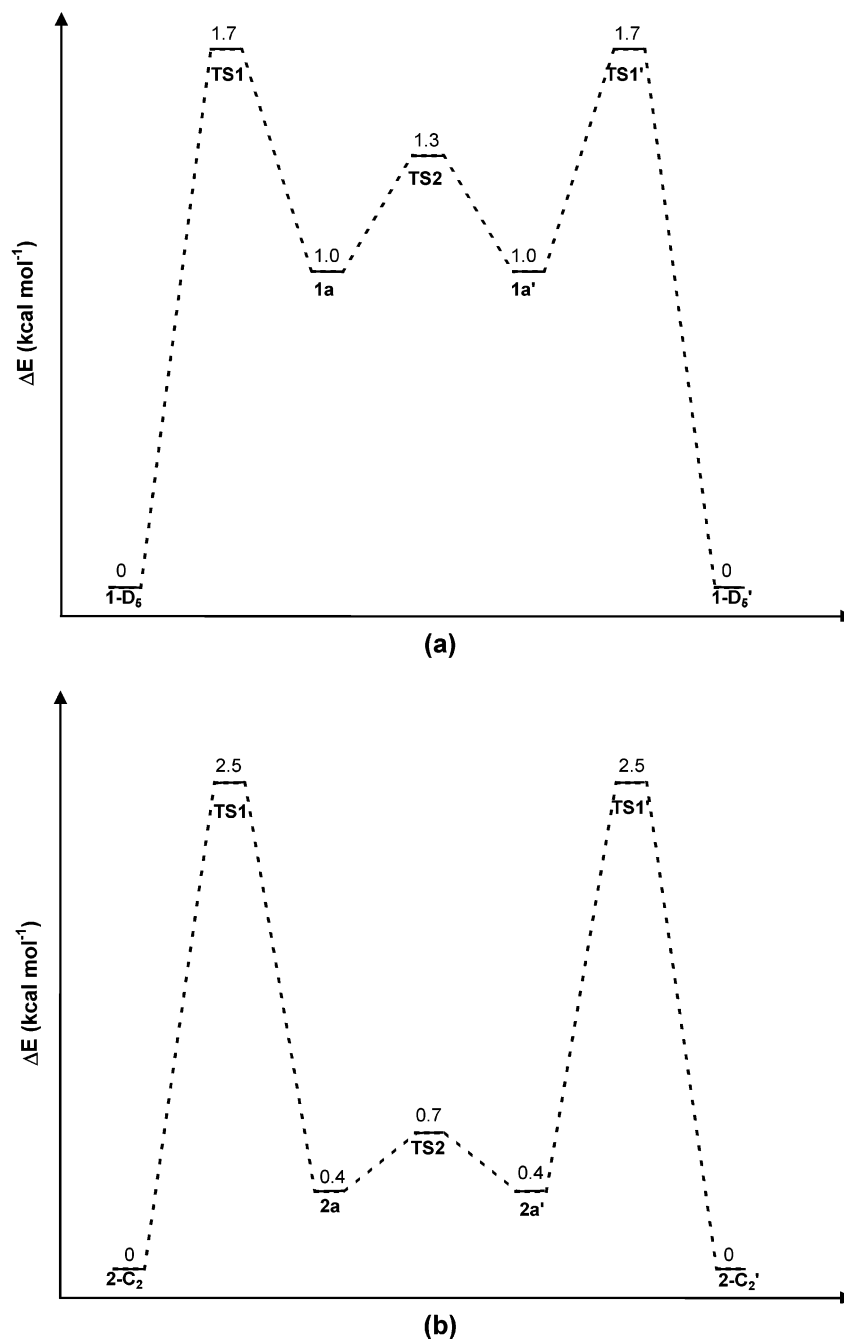 1.7 1.7
TS1 TS1'
1.3
TS2
1.0 1.0
1a 1a'
ΔE (kcal mol⁻¹)
0 0
1-D₅ 1-D₅'
(a)
2.5 2.5
TS1 TS1'
0.7
TS2
0.4 0.4
2a 2a'
ΔE (kcal mol⁻¹)
0 0
2-C₂ 2-C₂'
(b)